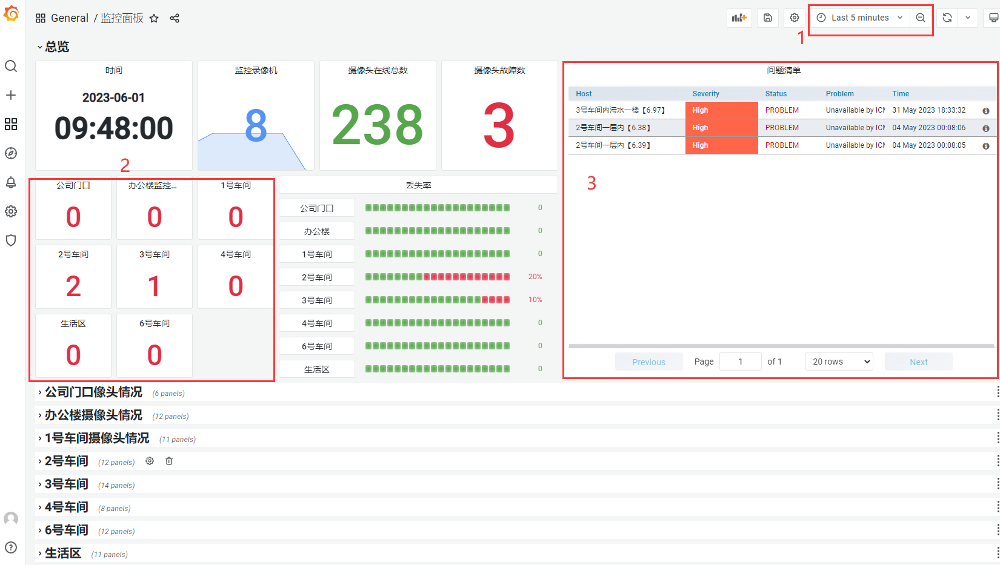 General / 监控面板
Last 5 minutes
1
总览
时间
2023-06-01
09:48:00
监控录像机
8
摄像头在线总数
238
摄像头故障数
3
问题清单
Host Severity Status Problem Time
3号车间内污水一楼【6.97】 High PROBLEM Unavailable by ICM 31 May 2023 18:33:32
2号车间一层内【6.38】 High PROBLEM Unavailable by ICM 04 May 2023 00:08:06
2号车间一层内【6.39】 High PROBLEM Unavailable by ICM 04 May 2023 00:08:05
3
Previous Page 1 of 1 20 rows Next
2
公司门口
0
办公楼监控...
0
1号车间
0
2号车间
2
3号车间
1
4号车间
0
生活区
0
6号车间
0
丢失率
公司门口 0
办公楼 0
1号车间 0
2号车间 20%
3号车间 10%
4号车间 0
6号车间 0
生活区 0
公司门口像头情况 (6 panels)
办公楼摄像头情况 (12 panels)
1号车间摄像头情况 (11 panels)
2号车间 (12 panels)
3号车间 (14 panels)
4号车间 (8 panels)
6号车间 (12 panels)
生活区 (11 panels)